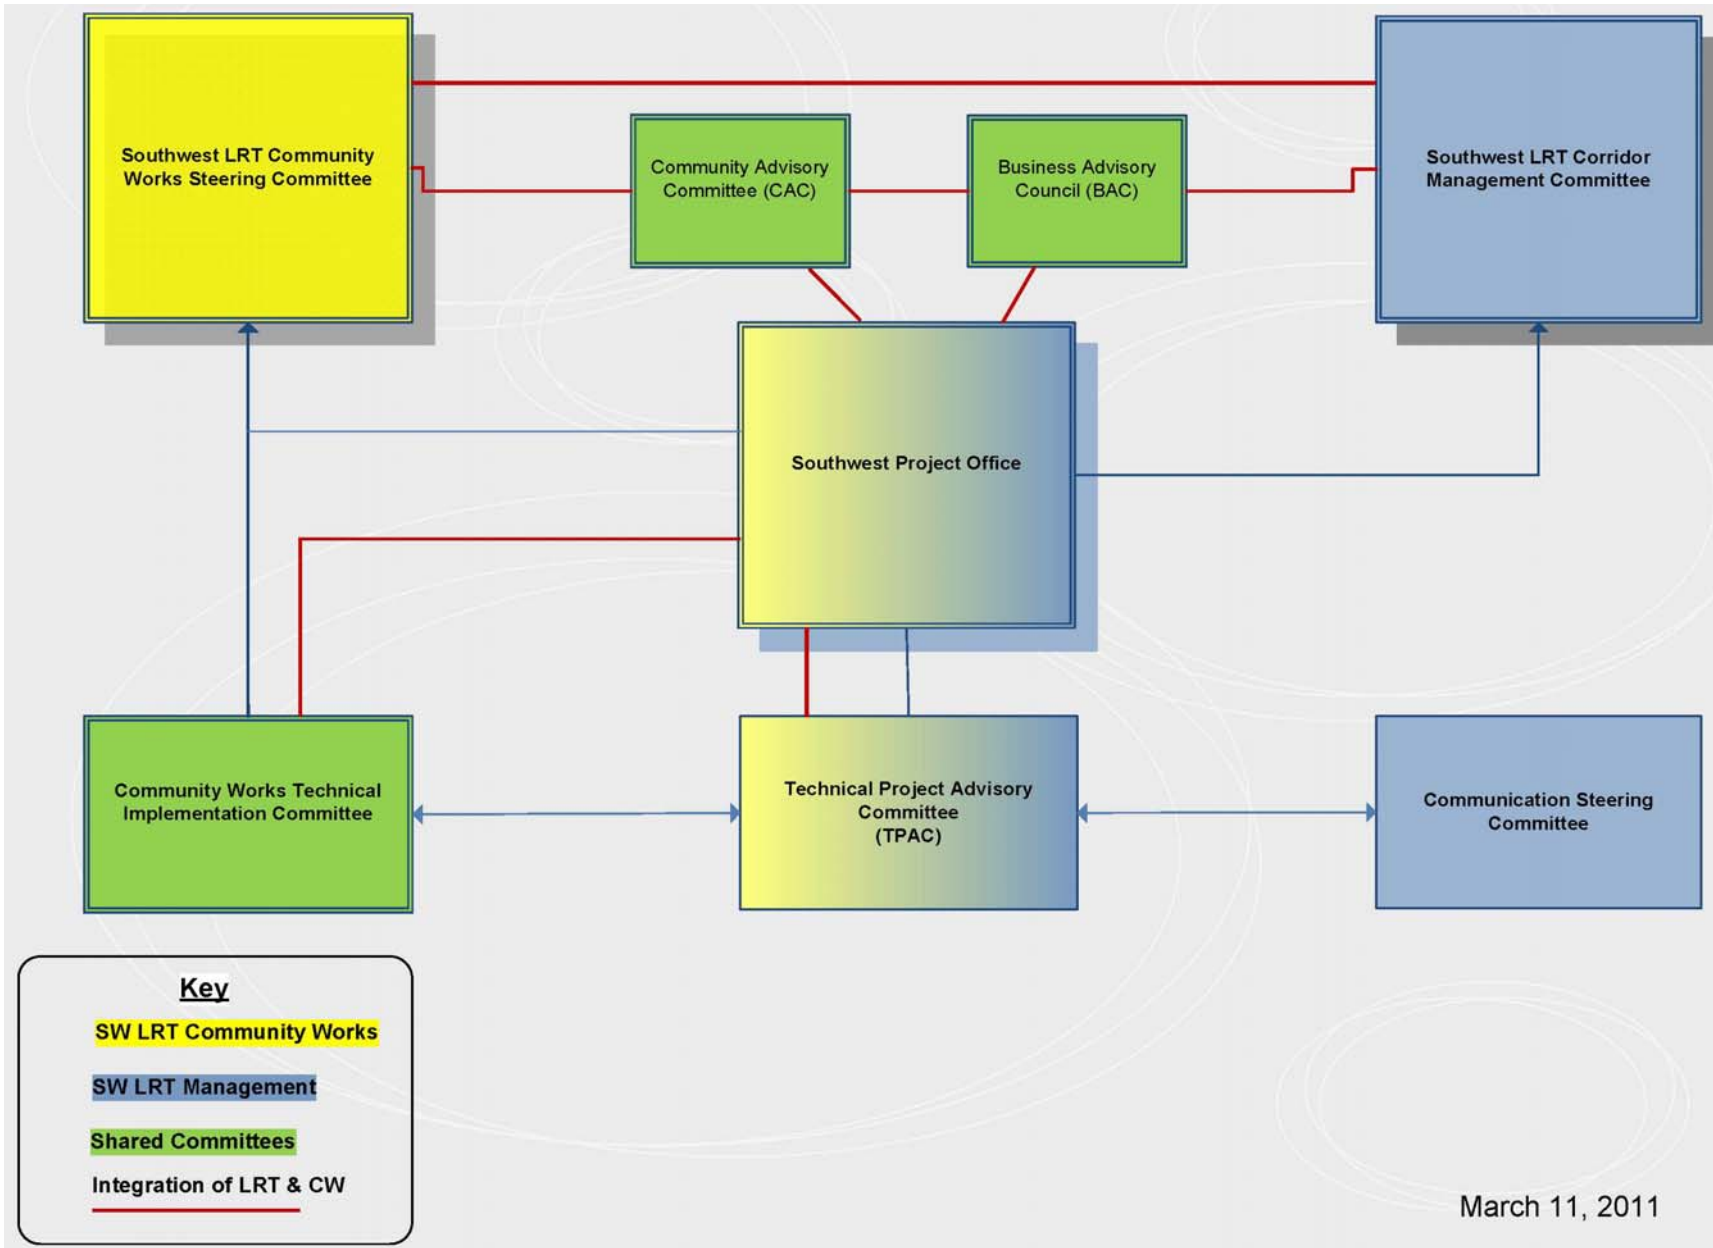 Southwest LRT Community
Works Steering Committee
Community Advisory
Committee (CAC)
Business Advisory
Council (BAC)
Southwest LRT Corridor
Management Committee
Southwest Project Office
Community Works Technical
Implementation Committee
Technical Project Advisory
Committee
(TPAC)
Communication Steering
Committee
Key
SW LRT Community Works
SW LRT Management
Shared Committees
Integration of LRT & CW
March 11, 2011